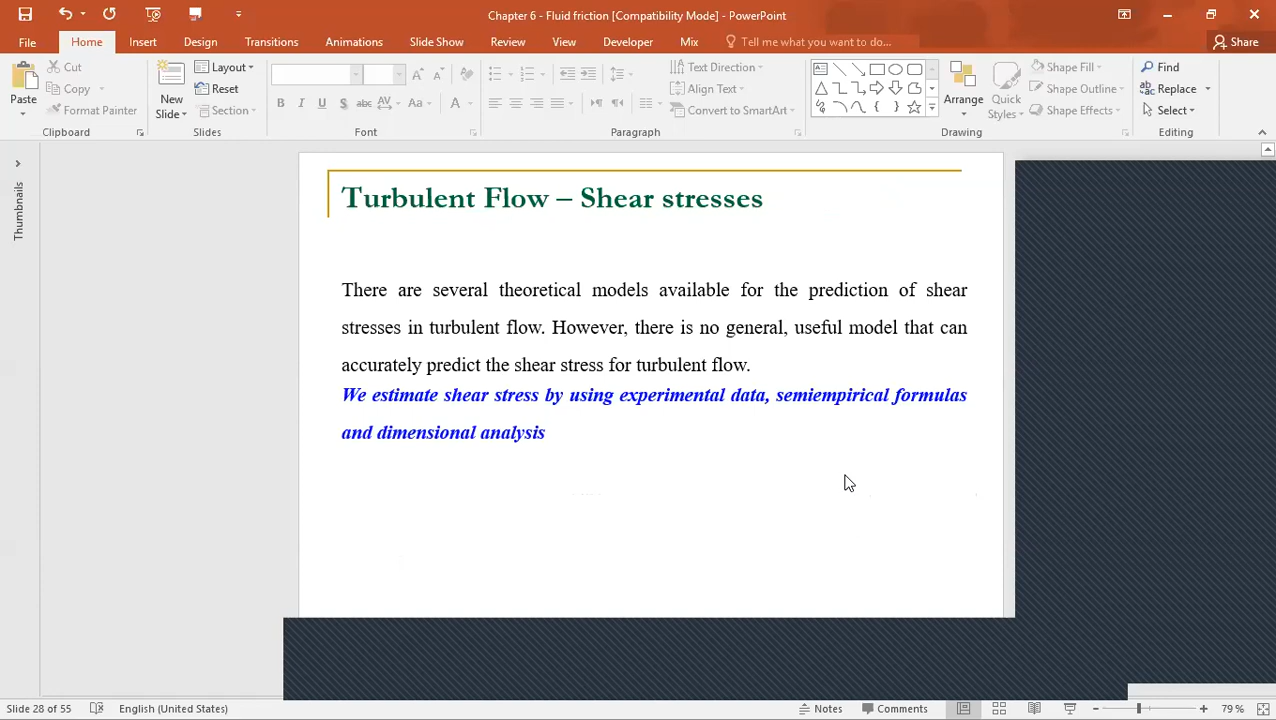 Chapter 6 - Fluid friction [Compatibility Mode] - PowerPoint
File Home Insert Design Transitions Animations Slide Show Review View Developer Mix Tell me what you want to do... Share
Paste
Cut
Copy
Format Painter
Clipboard
New Slide
Layout
Reset
Section
Slides
B I U S abc AV Aa A
Font
Text Direction
Align Text
Convert to SmartArt
Paragraph
Arrange
Quick Styles
Shape Fill
Shape Outline
Shape Effects
Drawing
Find
Replace
Select
Editing
Thumbnails
Turbulent Flow – Shear stresses
There are several theoretical models available for the prediction of shear
stresses in turbulent flow. However, there is no general, useful model that can
accurately predict the shear stress for turbulent flow.
We estimate shear stress by using experimental data, semiempirical formulas
and dimensional analysis
Slide 28 of 55 English (United States) Notes Comments 79 %